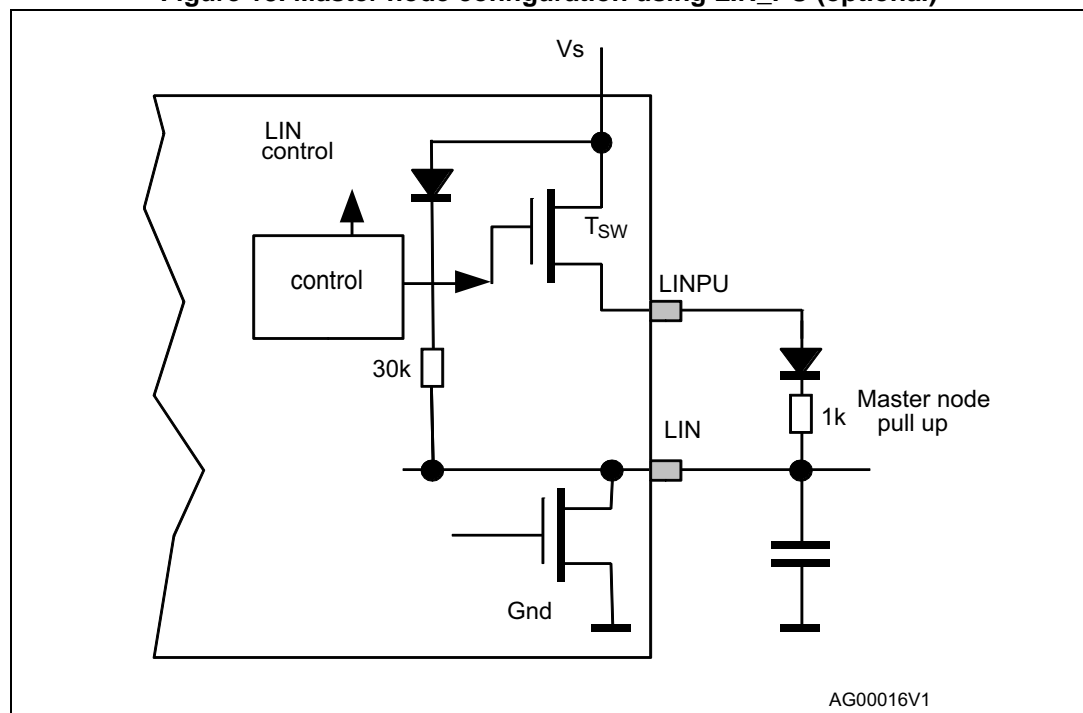 Vs
LIN
control
T_SW
control
LINPU
30k
Master node
pull up
1k
LIN
Gnd
AG00016V1